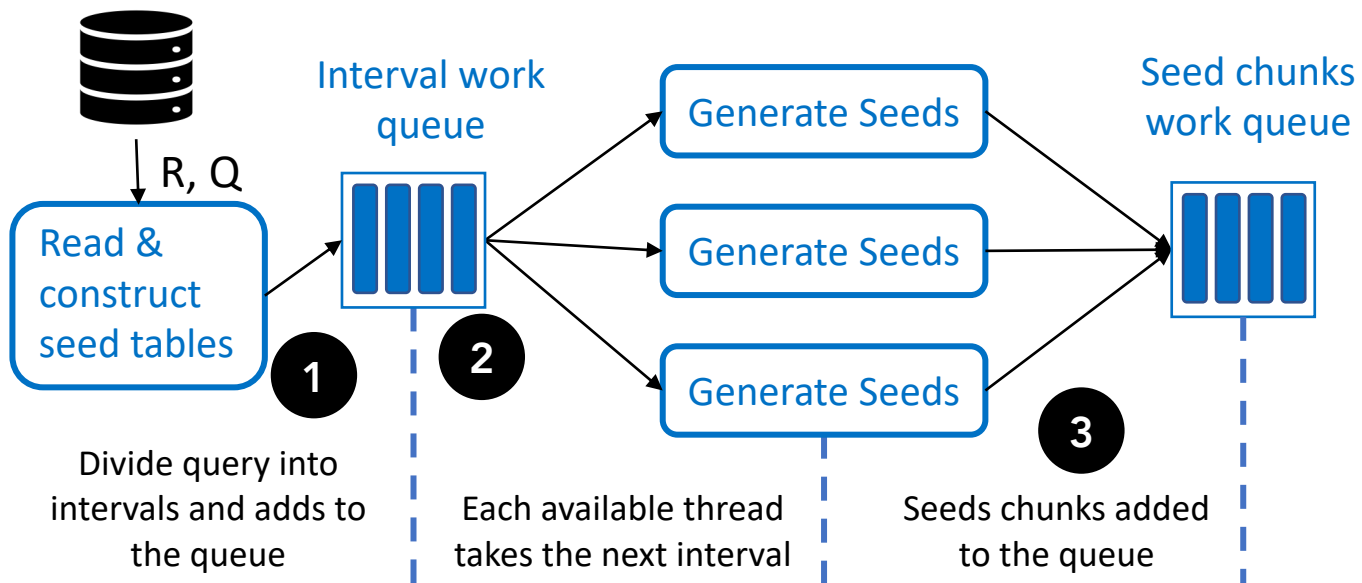 Interval work
queue
Seed chunks
work queue
R, Q
Read &
construct
seed tables
Generate Seeds
Generate Seeds
Generate Seeds
1
2
3
Divide query into
intervals and adds to
the queue
Each available thread
takes the next interval
Seeds chunks added
to the queue